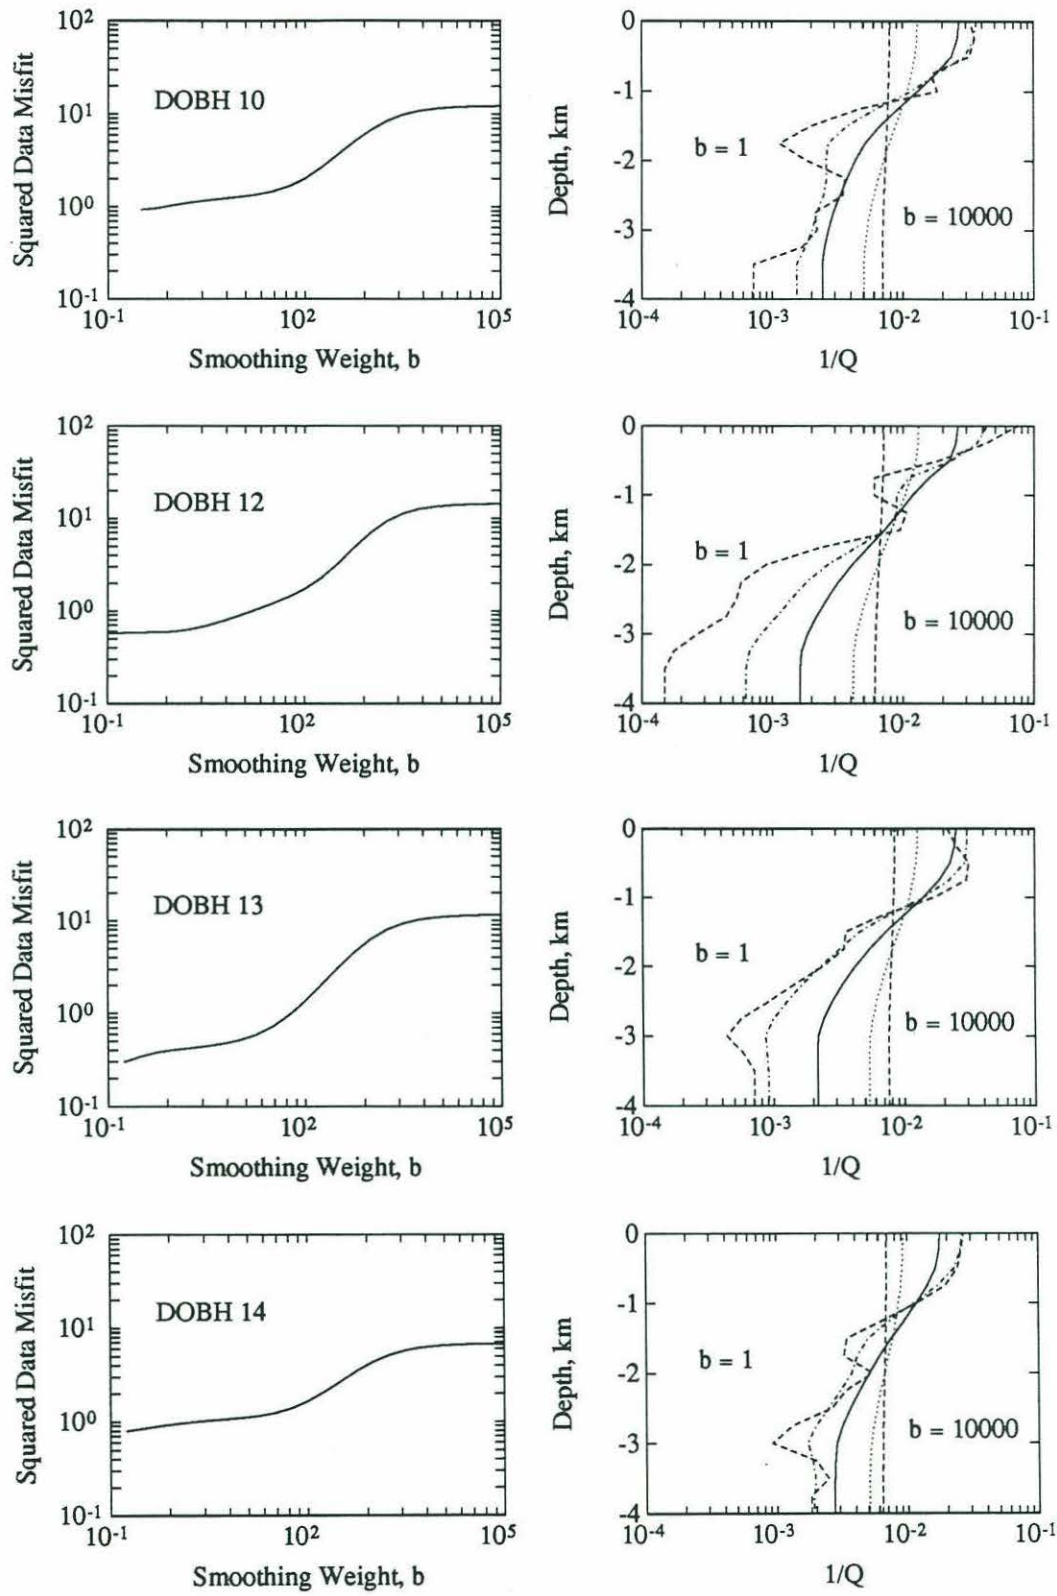 10²
10¹
10⁰
10⁻¹
Squared Data Misfit
DOBH 10
10⁻¹ 10² 10⁵
Smoothing Weight, b
0
-1
-2
-3
-4
Depth, km
b = 1
b = 10000
10⁻⁴ 10⁻³ 10⁻² 10⁻¹
1/Q
10²
10¹
10⁰
10⁻¹
Squared Data Misfit
DOBH 12
10⁻¹ 10² 10⁵
Smoothing Weight, b
0
-1
-2
-3
-4
Depth, km
b = 1
b = 10000
10⁻⁴ 10⁻³ 10⁻² 10⁻¹
1/Q
10²
10¹
10⁰
10⁻¹
Squared Data Misfit
DOBH 13
10⁻¹ 10² 10⁵
Smoothing Weight, b
0
-1
-2
-3
-4
Depth, km
b = 1
b = 10000
10⁻⁴ 10⁻³ 10⁻² 10⁻¹
1/Q
10²
10¹
10⁰
10⁻¹
Squared Data Misfit
DOBH 14
10⁻¹ 10² 10⁵
Smoothing Weight, b
0
-1
-2
-3
-4
Depth, km
b = 1
b = 10000
10⁻⁴ 10⁻³ 10⁻² 10⁻¹
1/Q